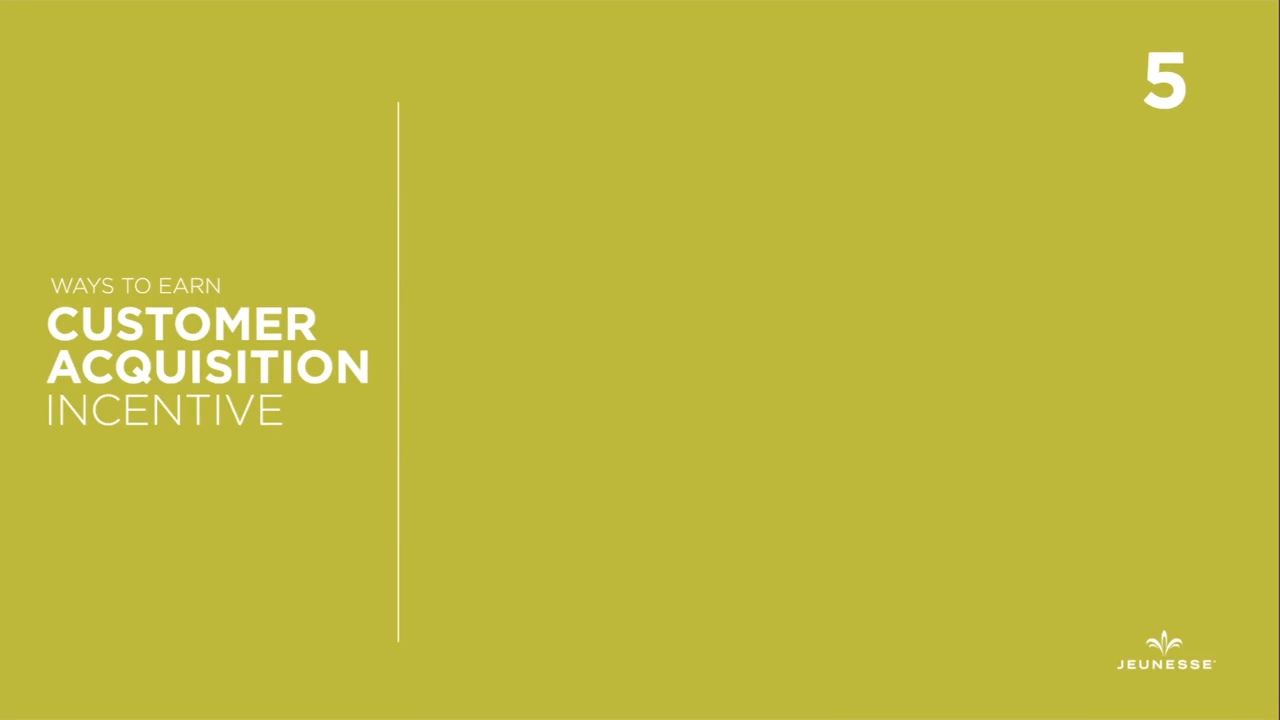 5
WAYS TO EARN
CUSTOMER
ACQUISITION
INCENTIVE
JEUNESSE